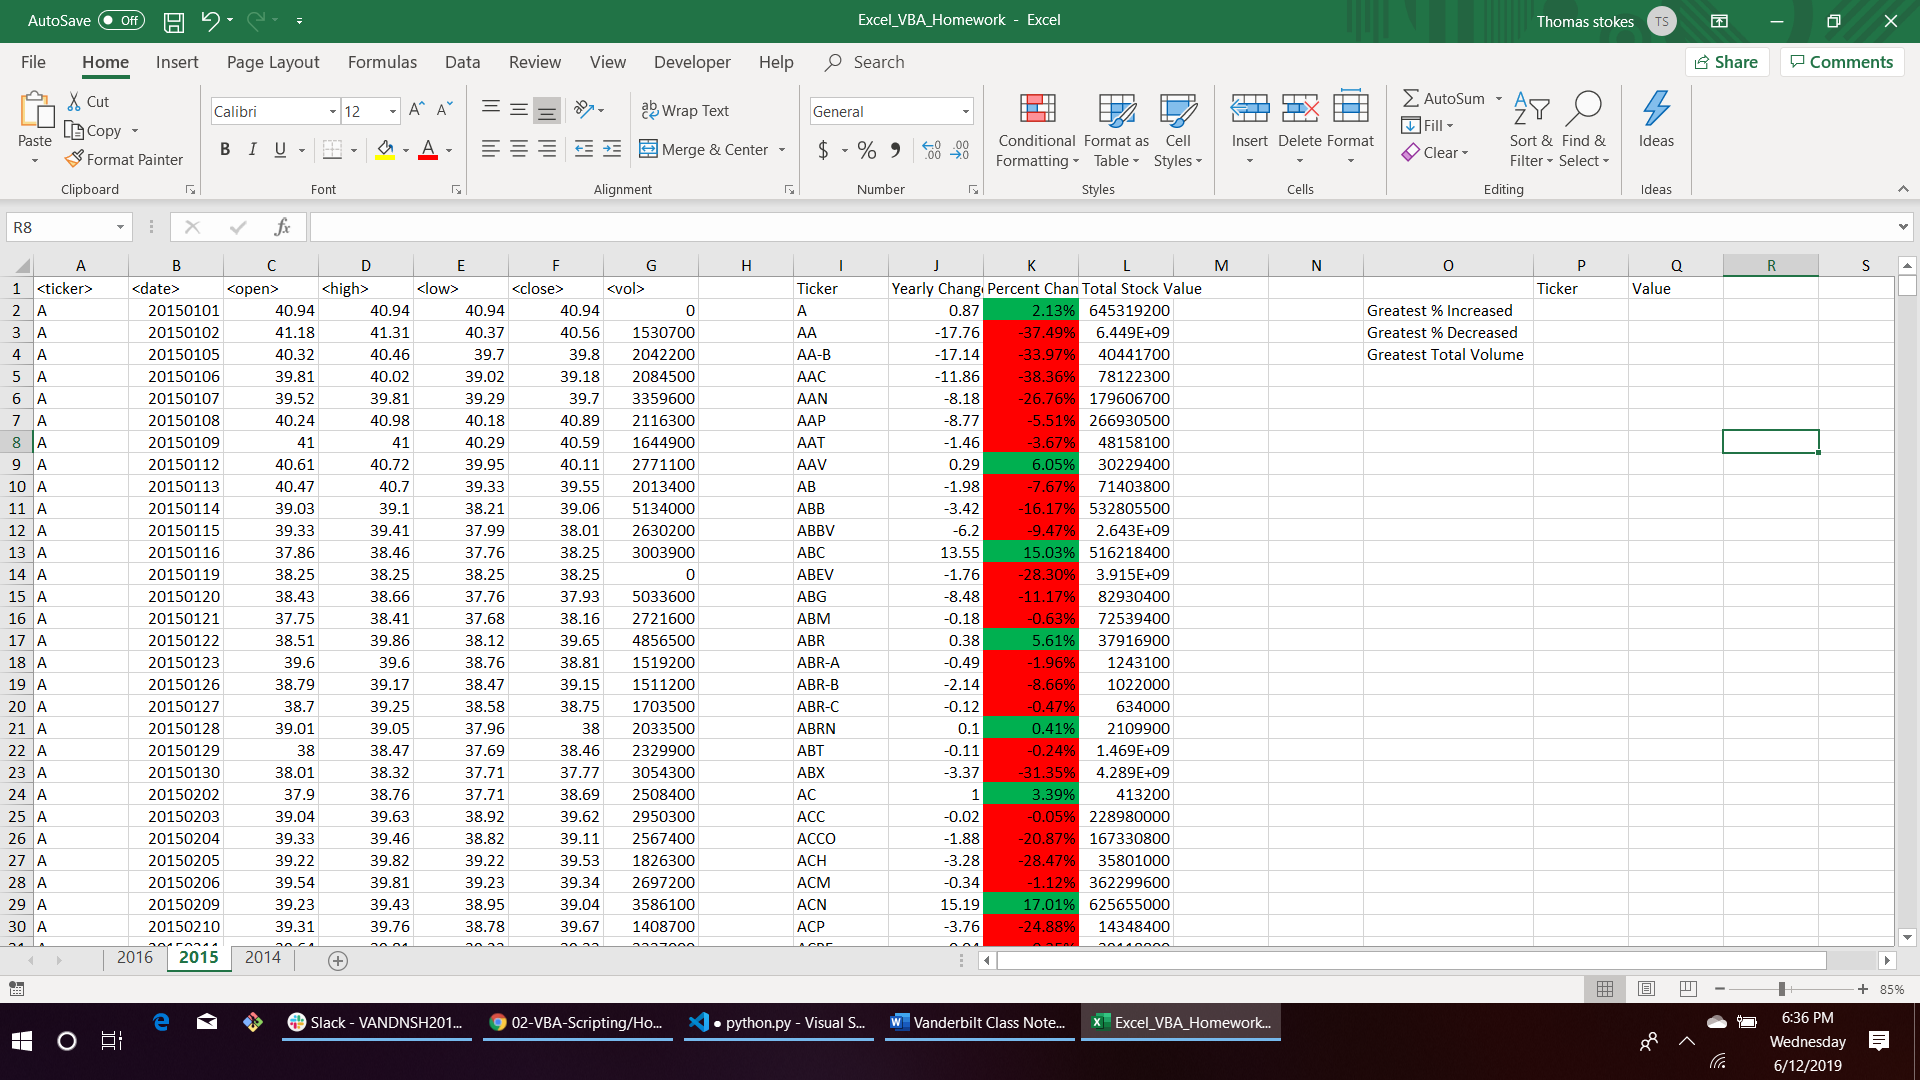 AutoSave Off Excel_VBA_Homework - Excel Thomas stokes TS
File Home Insert Page Layout Formulas Data Review View Developer Help Search Share Comments
Paste Cut Copy Format Painter Clipboard
Calibri 12 B I U A Font
ab Wrap Text Merge & Center Alignment
General $ % Number
Conditional Formatting Format as Table Cell Styles Styles
Insert Delete Format Cells
AutoSum Fill Clear Sort & Filter Find & Select Editing
Ideas Ideas
R8 fx
A B C D E F G H I J K L M N O P Q R S
1 <ticker> <date> <open> <high> <low> <close> <vol> Ticker Yearly Change Percent Chan Total Stock Value Ticker Value
2 A 20150101 40.94 40.94 40.94 40.94 0 A 0.87 2.13% 645319200 Greatest % Increased
3 A 20150102 41.18 41.31 40.37 40.56 1530700 AA -17.76 -37.49% 6.449E+09 Greatest % Decreased
4 A 20150105 40.32 40.46 39.7 39.8 2042200 AA-B -17.14 -33.97% 40441700 Greatest Total Volume
5 A 20150106 39.81 40.02 39.02 39.18 2084500 AAC -11.86 -38.36% 78122300
6 A 20150107 39.52 39.81 39.29 39.7 3359600 AAN -8.18 -26.76% 179606700
7 A 20150108 40.24 40.98 40.18 40.89 2116300 AAP -8.77 -5.51% 266930500
8 A 20150109 41 41 40.29 40.59 1644900 AAT -1.46 -3.67% 48158100
9 A 20150112 40.61 40.72 39.95 40.11 2771100 AAV 0.29 6.05% 30229400
10 A 20150113 40.47 40.7 39.33 39.55 2013400 AB -1.98 -7.67% 71403800
11 A 20150114 39.03 39.1 38.21 39.06 5134000 ABB -3.42 -16.17% 532805500
12 A 20150115 39.33 39.41 37.99 38.01 2630200 ABBV -6.2 -9.47% 2.643E+09
13 A 20150116 37.86 38.46 37.76 38.25 3003900 ABC 13.55 15.03% 516218400
14 A 20150119 38.25 38.25 38.25 38.25 0 ABEV -1.76 -28.30% 3.915E+09
15 A 20150120 38.43 38.66 37.76 37.93 5033600 ABG -8.48 -11.17% 82930400
16 A 20150121 37.75 38.41 37.68 38.16 2721600 ABM -0.18 -0.63% 72539400
17 A 20150122 38.51 39.86 38.12 39.65 4856500 ABR 0.38 5.61% 37916900
18 A 20150123 39.6 39.6 38.76 38.81 1519200 ABR-A -0.49 -1.96% 1243100
19 A 20150126 38.79 39.17 38.47 39.15 1511200 ABR-B -2.14 -8.66% 1022000
20 A 20150127 38.7 39.25 38.58 38.75 1703500 ABR-C -0.12 -0.47% 634000
21 A 20150128 39.01 39.05 37.96 38 2033500 ABRN 0.1 0.41% 2109900
22 A 20150129 38 38.47 37.69 38.46 2329900 ABT -0.11 -0.24% 1.469E+09
23 A 20150130 38.01 38.32 37.71 37.77 3054300 ABX -3.37 -31.35% 4.289E+09
24 A 20150202 37.9 38.76 37.71 38.69 2508400 AC 1 3.39% 413200
25 A 20150203 39.04 39.63 38.92 39.62 2950300 ACC -0.02 -0.05% 228980000
26 A 20150204 39.33 39.46 38.82 39.11 2567400 ACCO -1.88 -20.87% 167330800
27 A 20150205 39.22 39.82 39.22 39.53 1826300 ACH -3.28 -28.47% 35801000
28 A 20150206 39.54 39.81 39.23 39.34 2697200 ACM -0.34 -1.12% 362299600
29 A 20150209 39.23 39.43 38.95 39.04 3586100 ACN 15.19 17.01% 625655000
30 A 20150210 39.31 39.76 38.78 39.67 1408700 ACP -3.76 -24.88% 14348400
2016 2015 2014
85%
Slack - VANDNSH201... 02-VBA-Scripting/Ho... ● python.py - Visual S... Vanderbilt Class Note... Excel_VBA_Homework...
6:36 PM
Wednesday
6/12/2019